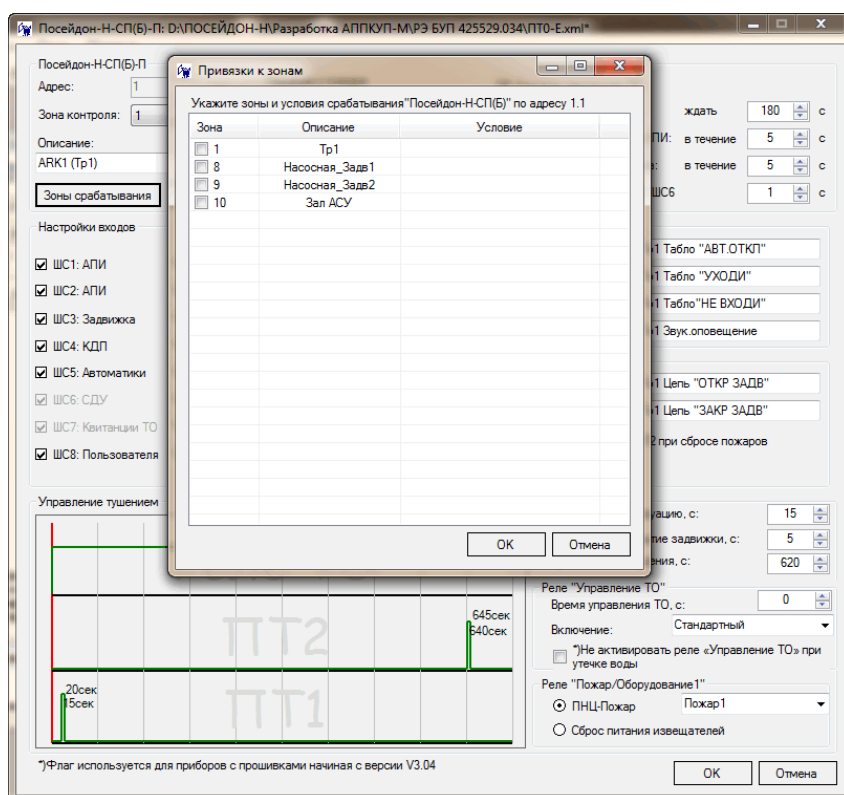 Посейдон-Н-СП(Б)-П: D:\ПОСЕЙДОН-Н\Разработка АППКУП-М\РЭ БУП 425529.034\ПТ0-Е.xml*
Посейдон-Н-СП(Б)-П
Адрес: 1
Зона контроля: 1
Описание:
ARK1 (Тр1)
Зоны срабатывания
Настройки входов
ШС1: АПИ
ШС2: АПИ
ШС3: Задвижка
ШС4: КДП
ШС5: Автоматики
ШС6: СДУ
ШС7: Квитанции ТО
ШС8: Пользователя
Привязки к зонам
Укажите зоны и условия срабатывания"Посейдон-Н-СП(Б)" по адресу 1.1
Зона Описание Условие
1 Тр1
8 Насосная_Задв1
9 Насосная_Задв2
10 Зал АСУ
OK Отмена
ждать 180 с
ПИ: в течение 5 с
в течение 5 с
ШС6 1 с
1 Табло "АВТ.ОТКЛ"
1 Табло "УХОДИ"
1 Табло"НЕ ВХОДИ"
1 Звук.оповещение
1 Цепь "ОТКР ЗАДВ"
1 Цепь "ЗАКР ЗАДВ"
2 при сбросе пожаров
Управление тушением
645сек
640сек
ПТ2
20сек
15сек
ПТ1
уацию, с: 15
тие задвижки, с: 5
ения, с: 620
Реле "Управление ТО"
Время управления ТО, с: 0
Включение: Стандартный
*)Не активировать реле «Управление ТО» при
утечке воды
Реле "Пожар/Оборудование1"
ПНЦ-Пожар Пожар1
Сброс питания извещателей
*)Флаг используется для приборов с прошивками начиная с версии V3.04
OK Отмена